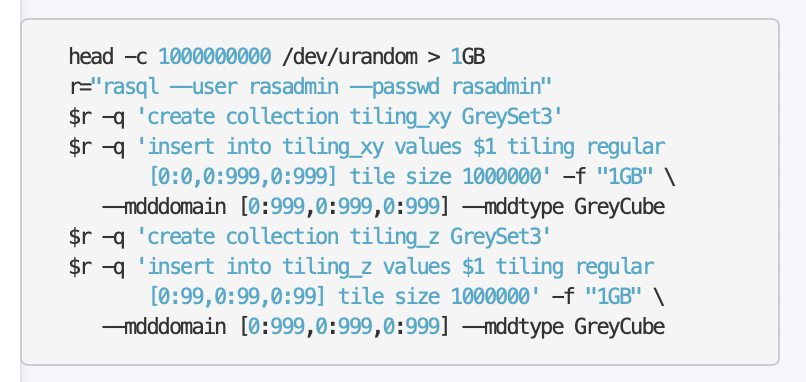 head -c 1000000000 /dev/urandom > 1GB
r="rasql --user rasadmin --passwd rasadmin"
$r -q 'create collection tiling_xy GreySet3'
$r -q 'insert into tiling_xy values $1 tiling regular
[0:0,0:999,0:999] tile size 1000000' -f "1GB" \
--mdddomain [0:999,0:999,0:999] --mddtype GreyCube
$r -q 'create collection tiling_z GreySet3'
$r -q 'insert into tiling_z values $1 tiling regular
[0:99,0:99,0:99] tile size 1000000' -f "1GB" \
--mdddomain [0:999,0:999,0:999] --mddtype GreyCube